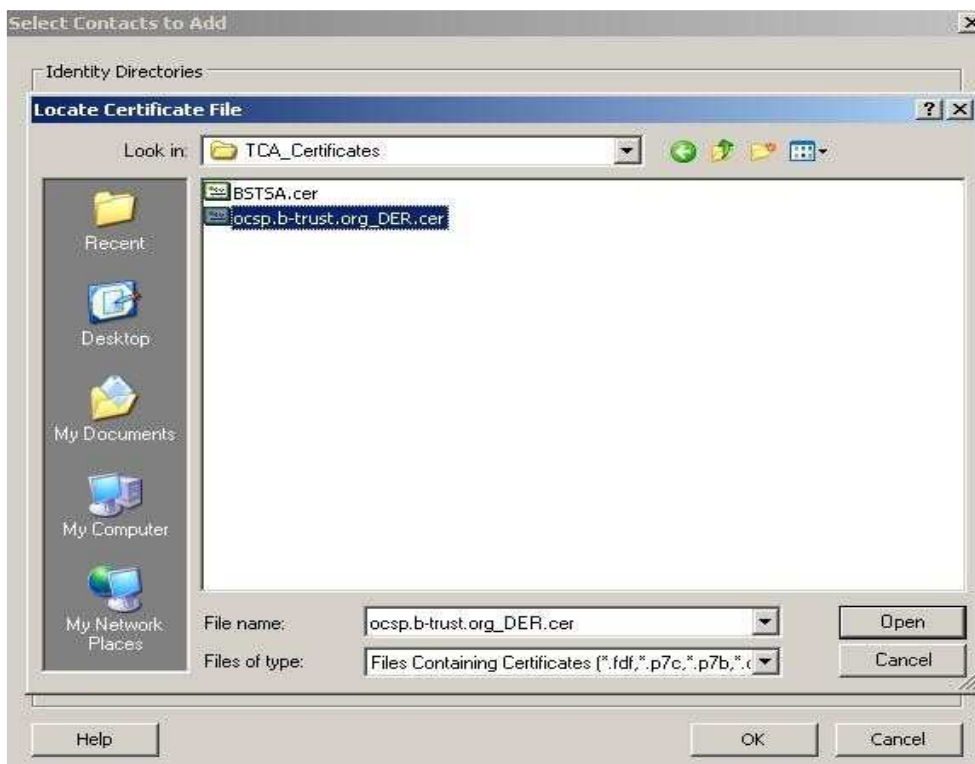 Select Contacts to Add
Identity Directories
Locate Certificate File
Look in:
TCA_Certificates
BSTSA.cer
ocsp.b-trust.org_DER.cer
Recent
Desktop
My Documents
My Computer
My Network
Places
File name:
ocsp.b-trust.org_DER.cer
Open
Files of type:
Files Containing Certificates (*.fdf,*.p7c,*.p7b,*.c
Cancel
Help
OK
Cancel